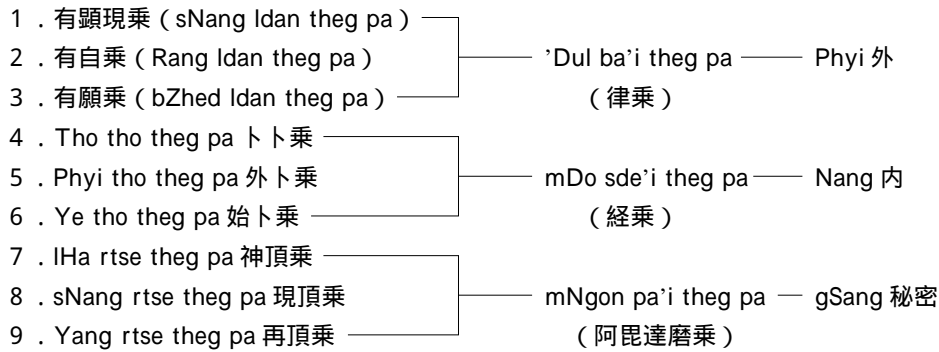 1．有顕現乗（sNang ldan theg pa）
2．有自乗（Rang ldan theg pa） ’Dul ba’i theg pa Phyi 外
3．有願乗（bZhed ldan theg pa） （律乗）
4．Tho tho theg pa 卜卜乗
5．Phyi tho theg pa 外卜乗 mDo sde’i theg pa Nang 内
6．Ye tho theg pa 始卜乗 （経乗）
7．lHa rtse theg pa 神頂乗
8．sNang rtse theg pa 現頂乗 mNgon pa’i theg pa gSang 秘密
9．Yang rtse theg pa 再頂乗 （阿毘達磨乗）